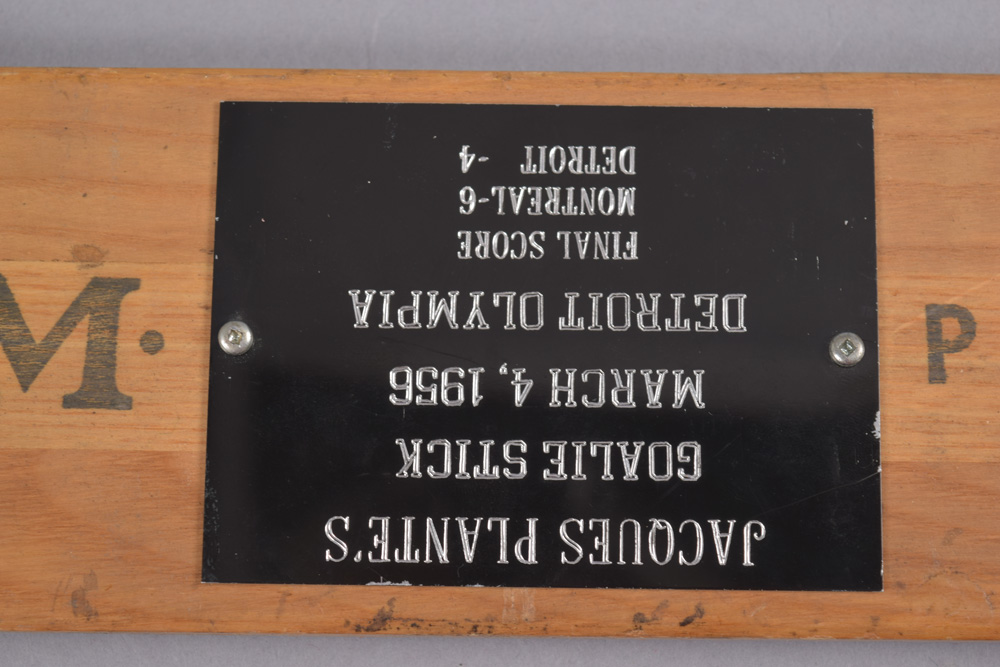 JACQUES PLANTE'S
GOALIE STICK
MARCH 4, 1956
DETROIT OLYMPIA
FINAL SCORE
MONTREAL-6
DETROIT -4
M·
P